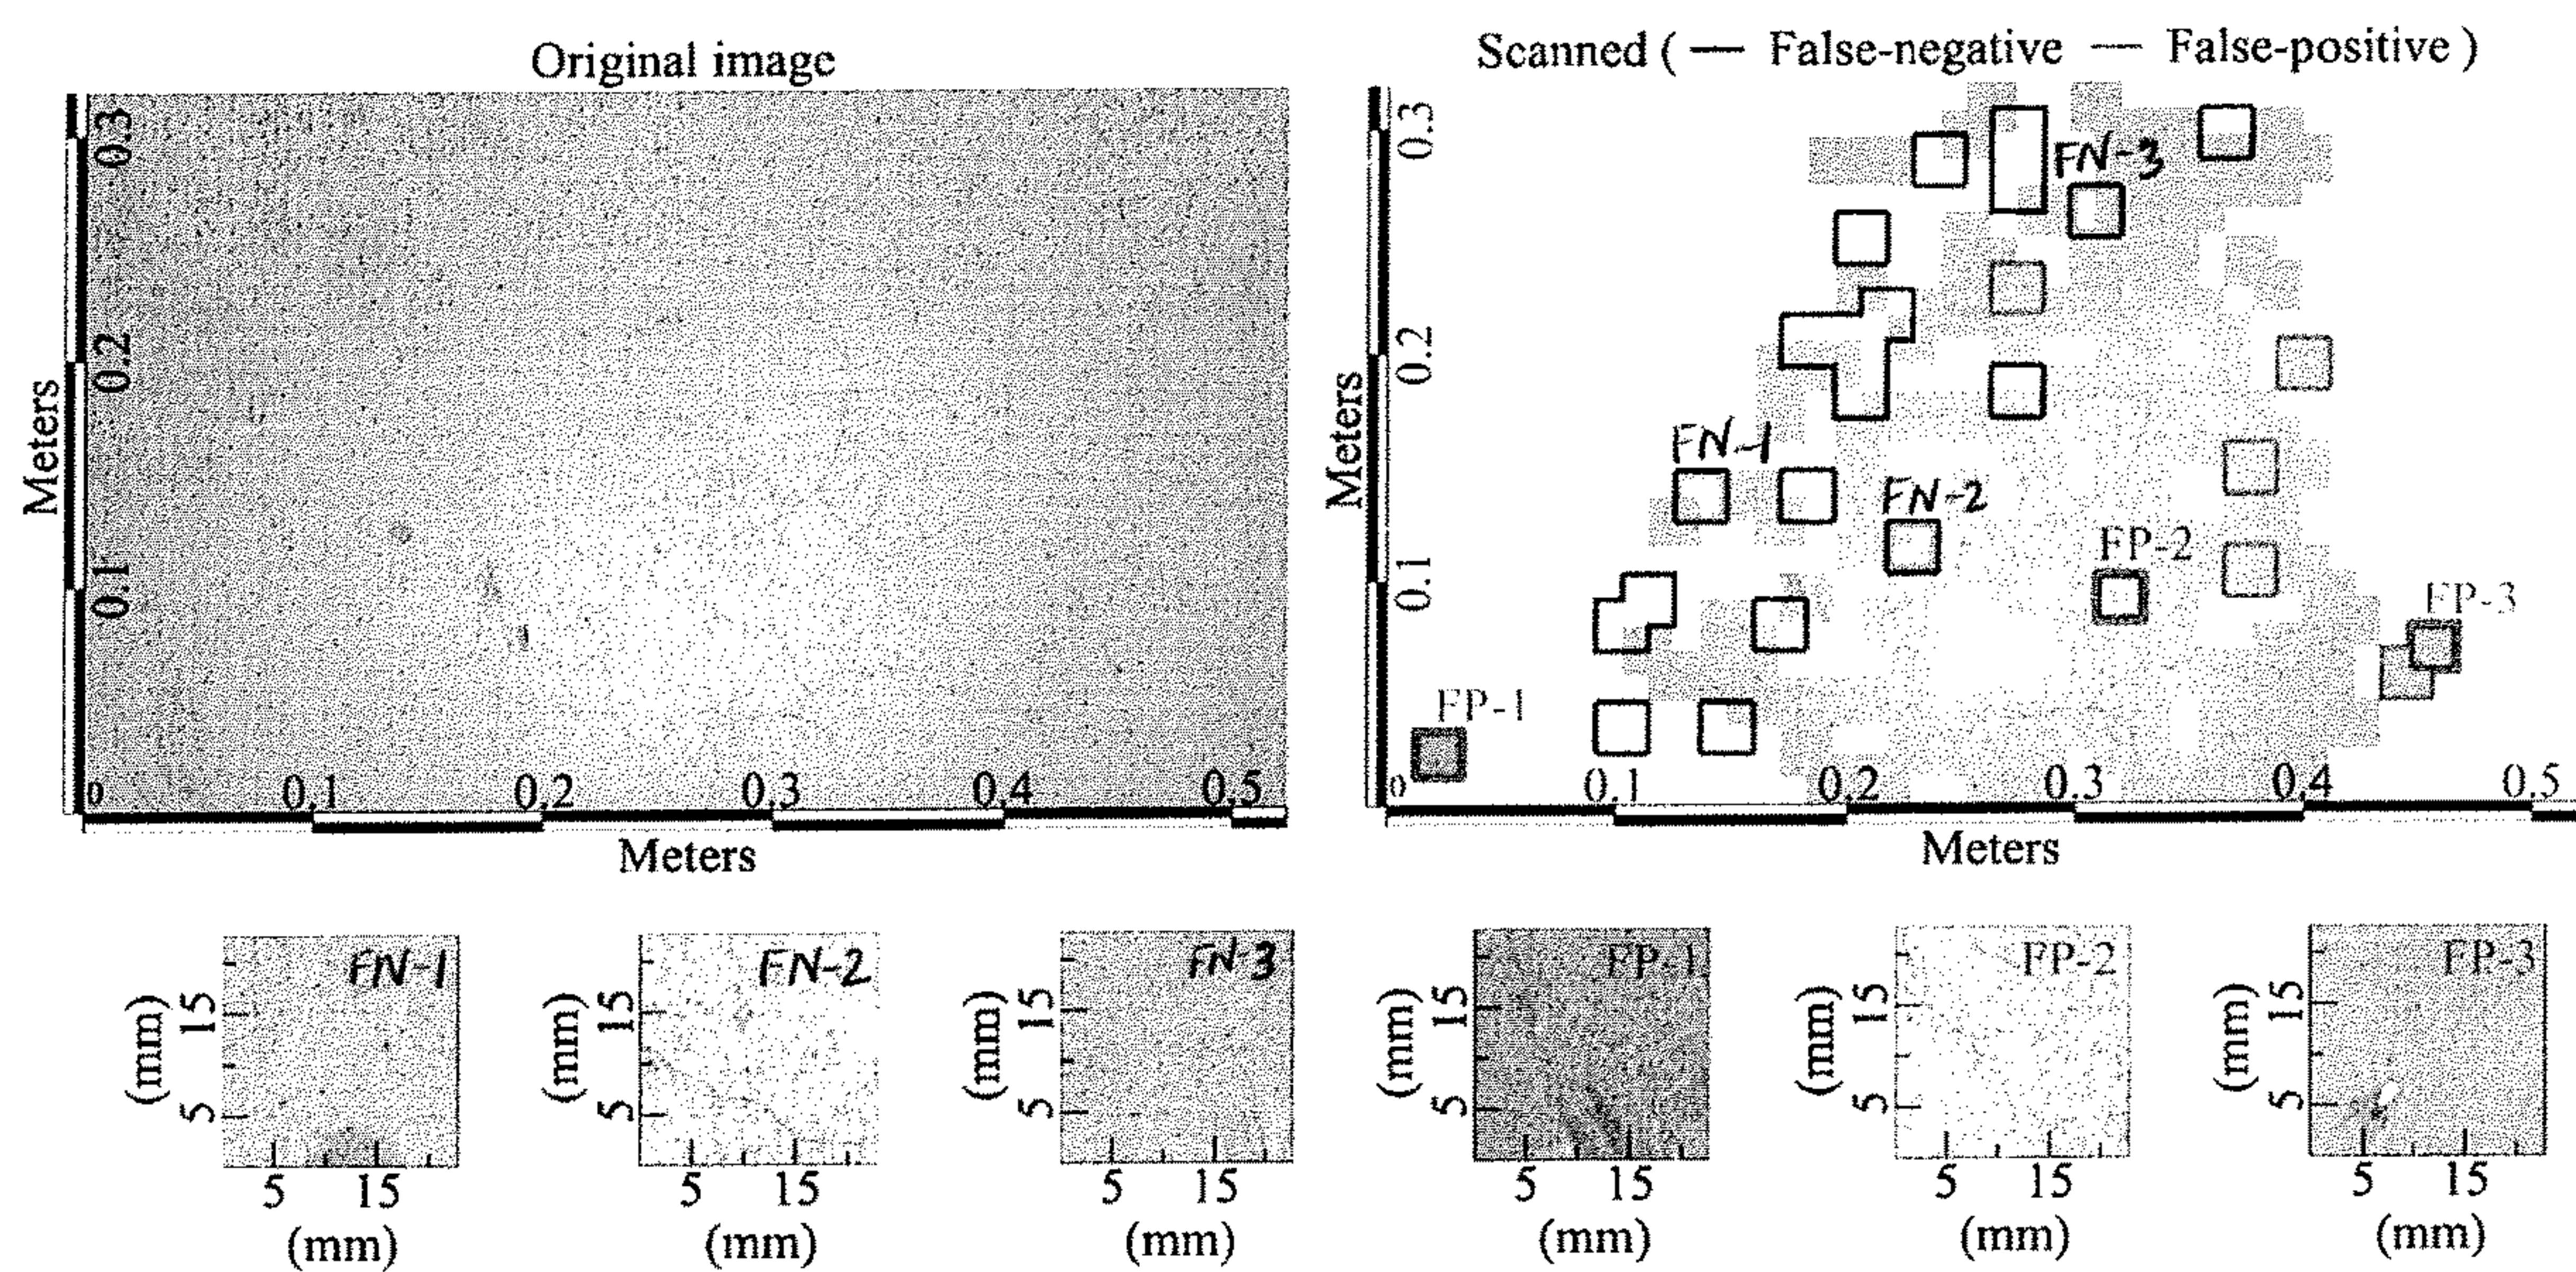 Original image
Scanned ( — False-negative — False-positive )
0.3
0.2
0.1
Meters
0
0.1
0.2
0.3
0.4
0.5
Meters
0.3
0.2
0.1
Meters
FN-3
FN-1
FN-2
FP-2
FP-3
FP-1
0
0.1
0.2
0.3
0.4
0.5
Meters
FN-1
15
5
(mm)
5
15
(mm)
FN-2
15
5
(mm)
5
15
(mm)
FN-3
15
5
(mm)
5
15
(mm)
FP-1
15
5
(mm)
5
15
(mm)
FP-2
15
5
(mm)
5
15
(mm)
FP-3
15
5
(mm)
5
15
(mm)